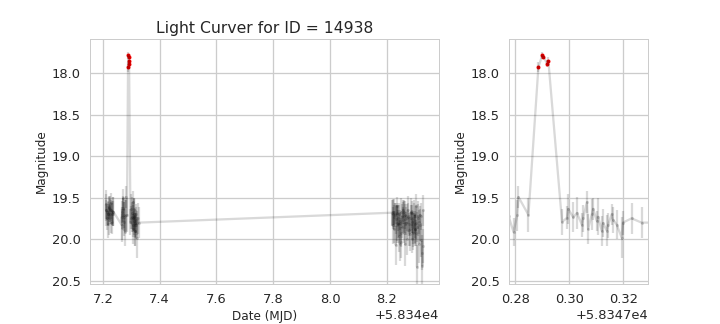 Light Curver for ID = 14938
Magnitude
18.0
18.5
19.0
19.5
20.0
20.5
7.2 7.4 7.6 7.8 8.0 8.2
Date (MJD)
+5.834e4
Magnitude
18.0
18.5
19.0
19.5
20.0
20.5
0.28 0.30 0.32
+5.8347e4